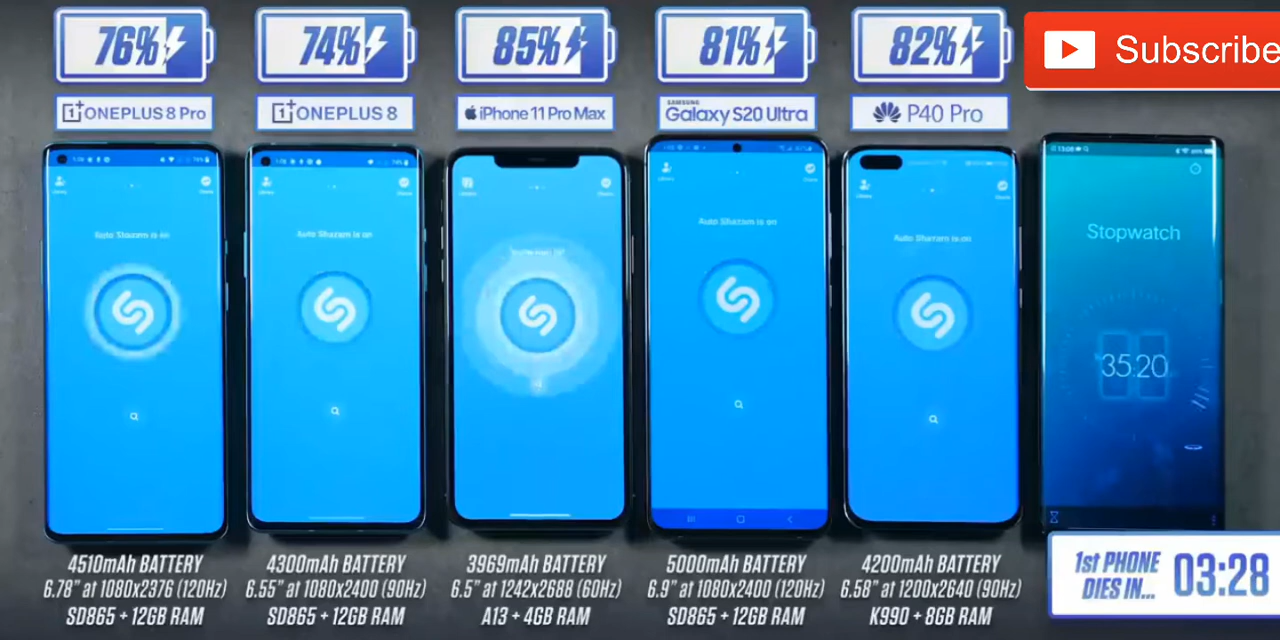 76%
74%
85%
81%
82%
Subscribe
1+ ONEPLUS 8 Pro
1+ ONEPLUS 8
iPhone 11 Pro Max
SAMSUNG
Galaxy S20 Ultra
P40 Pro
13:08
Auto Shazam is on
Auto Shazam is on
Auto Shazam is on
Auto Shazam is on
Stopwatch
35:20
4510mAh BATTERY
6.78” at 1080x2376 (120Hz)
SD865 + 12GB RAM
4300mAh BATTERY
6.55” at 1080x2400 (90Hz)
SD865 + 12GB RAM
3969mAh BATTERY
6.5” at 1242x2688 (60Hz)
A13 + 4GB RAM
5000mAh BATTERY
6.9” at 1080x2400 (120Hz)
SD865 + 12GB RAM
4200mAh BATTERY
6.58” at 1200x2640 (90Hz)
K990 + 8GB RAM
1st PHONE
DIES IN...
03:28